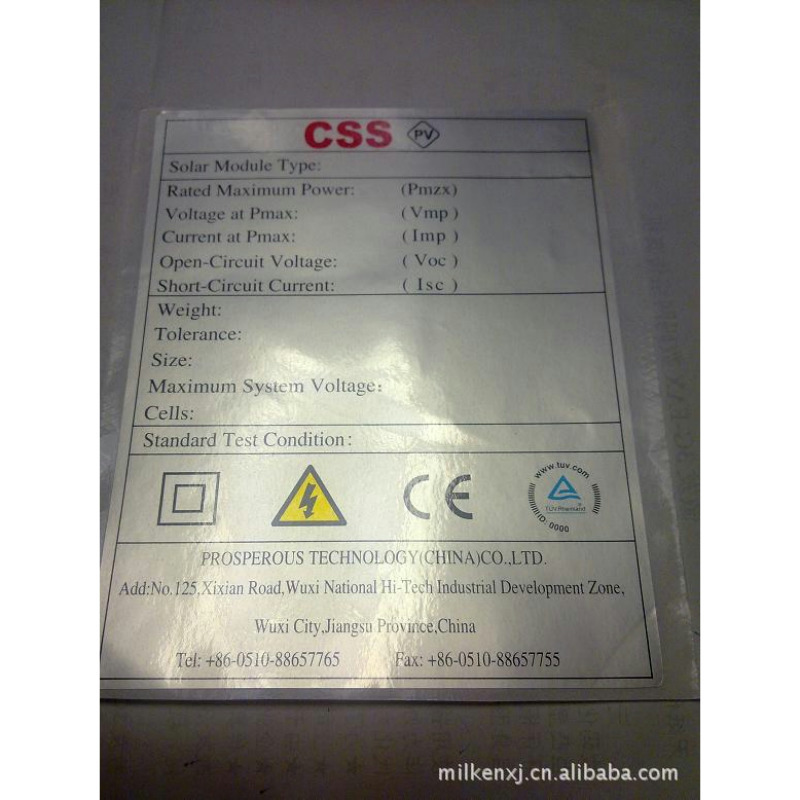 CSS PV
Solar Module Type:
Rated Maximum Power: (Pmzx)
Voltage at Pmax: (Vmp)
Current at Pmax: (Imp)
Open-Circuit Voltage: (Voc)
Short-Circuit Current: (Isc)
Weight:
Tolerance:
Size:
Maximum System Voltage:
Cells:
Standard Test Condition:
CE
www.tuv.com
TÜVRheinland
ID: 0000
PROSPEROUS TECHNOLOGY(CHINA)CO.,LTD.
Add:No.125,Xixian Road,Wuxi National Hi-Tech Industrial Development Zone,
Wuxi City,Jiangsu Province,China
Tel: +86-0510-88657765 Fax: +86-0510-88657755
milkenxj.cn.alibaba.com